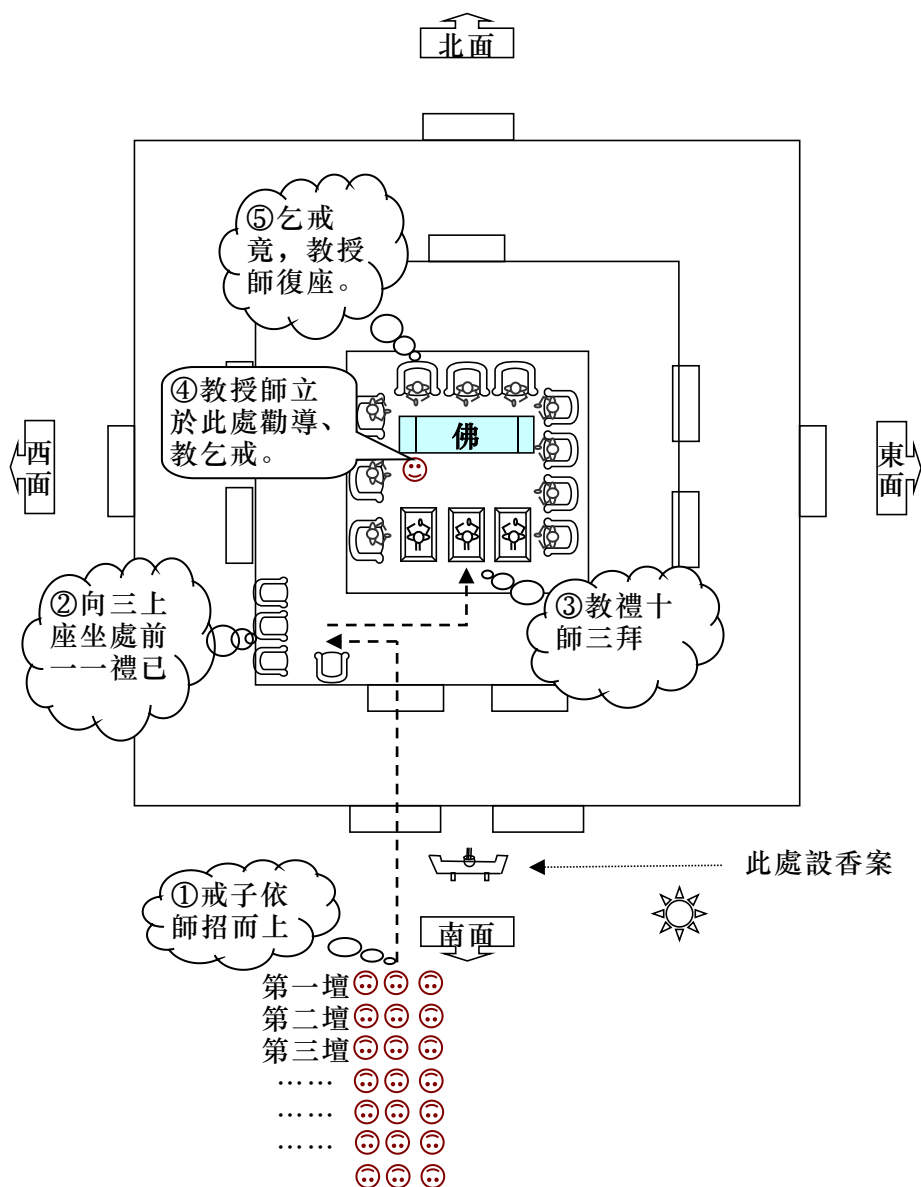 北面
⑤乞戒
竟，教授
師復座。
④教授師立
於此處勸導、
教乞戒。
佛
西
面
東
面
②向三上
座坐處前
一一禮已
③教禮十
師三拜
此處設香案
①戒子依
師招而上
南面
第一壇
第二壇
第三壇
……
……
……